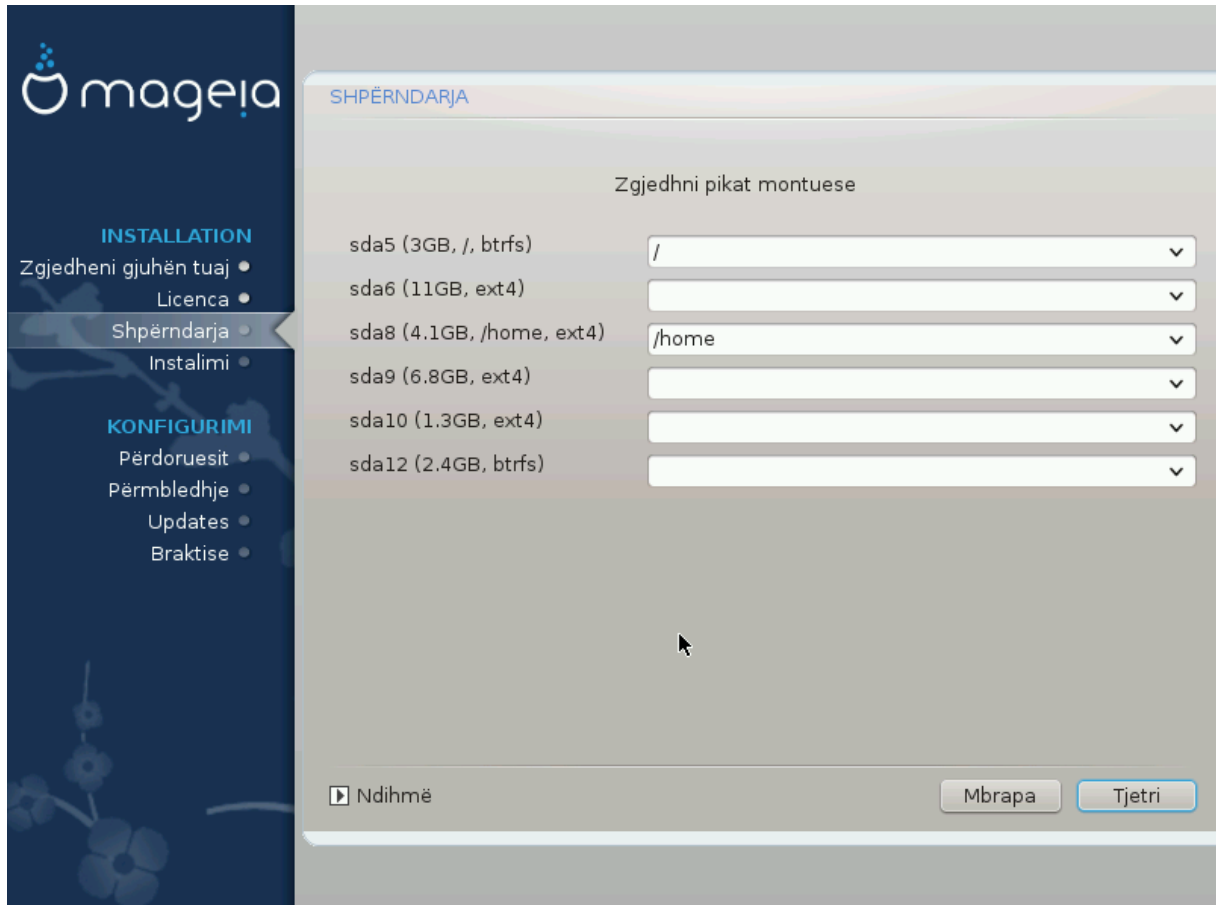 mageia
INSTALLATION
Zgjedheni gjuhën tuaj
Licenca
Shpërndarja
Instalimi
KONFIGURIMI
Përdoruesit
Përmbledhje
Updates
Braktise
SHPËRNDARJA
Zgjedhni pikat montuese
sda5 (3GB, /, btrfs) /
sda6 (11GB, ext4)
sda8 (4.1GB, /home, ext4) /home
sda9 (6.8GB, ext4)
sda10 (1.3GB, ext4)
sda12 (2.4GB, btrfs)
Ndihmë Mbrapa Tjetri